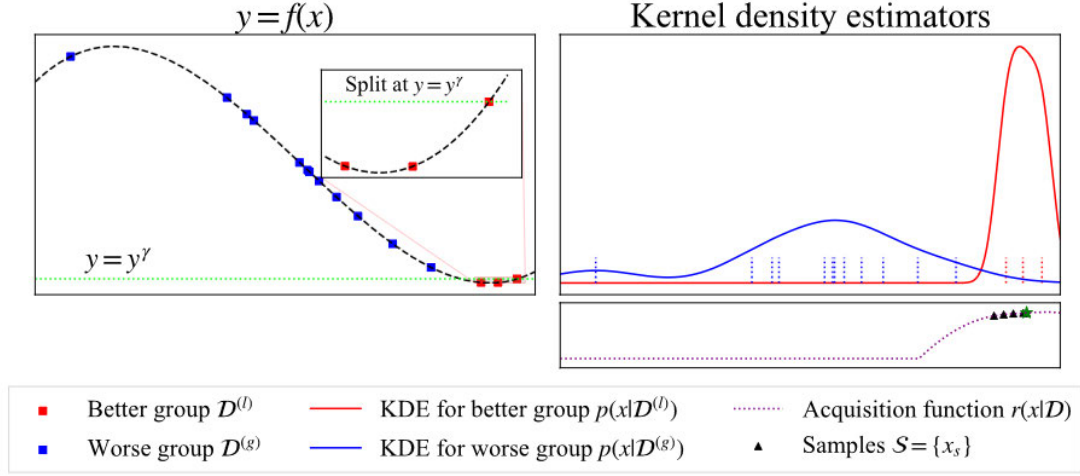 y = f(x)
Kernel density estimators
Split at y = y^γ
y = y^γ
Better group 𝒟^(l)
KDE for better group p(x|𝒟^(l))
Acquisition function r(x|𝒟)
Worse group 𝒟^(g)
KDE for worse group p(x|𝒟^(g))
Samples 𝒮 = {x_s}